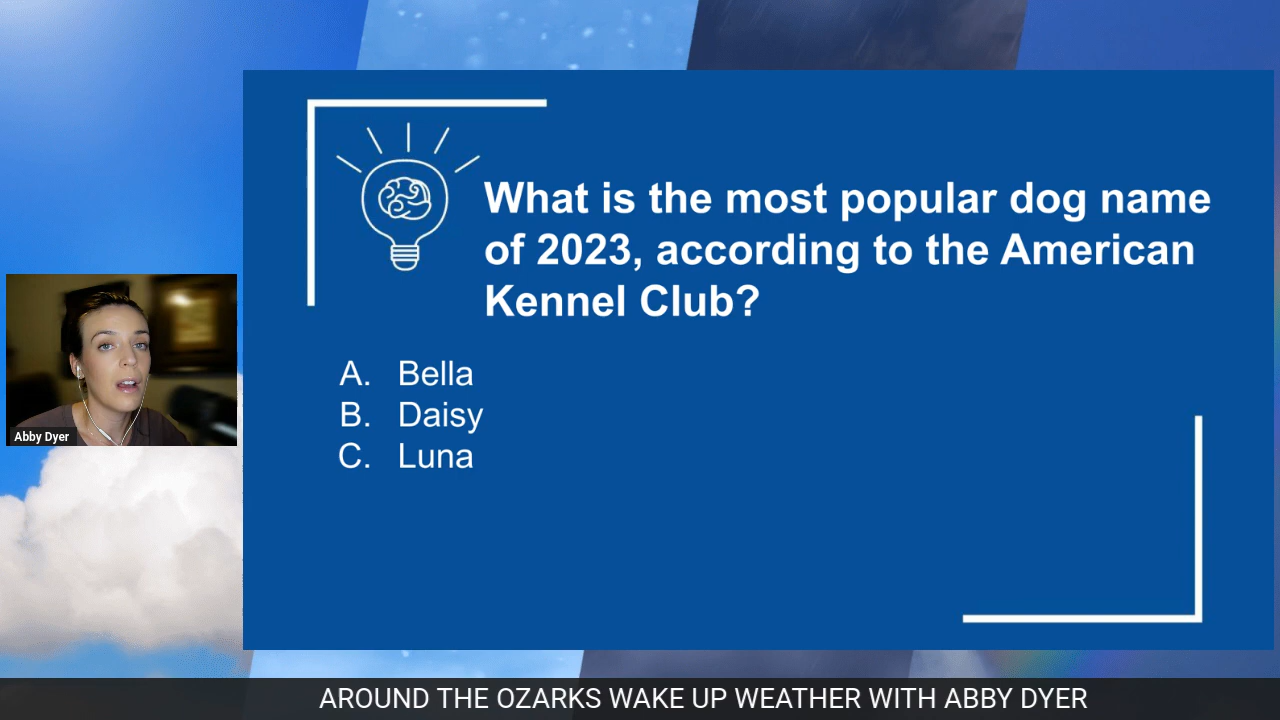 What is the most popular dog name
of 2023, according to the American
Kennel Club?
A. Bella
B. Daisy
C. Luna
Abby Dyer
AROUND THE OZARKS WAKE UP WEATHER WITH ABBY DYER